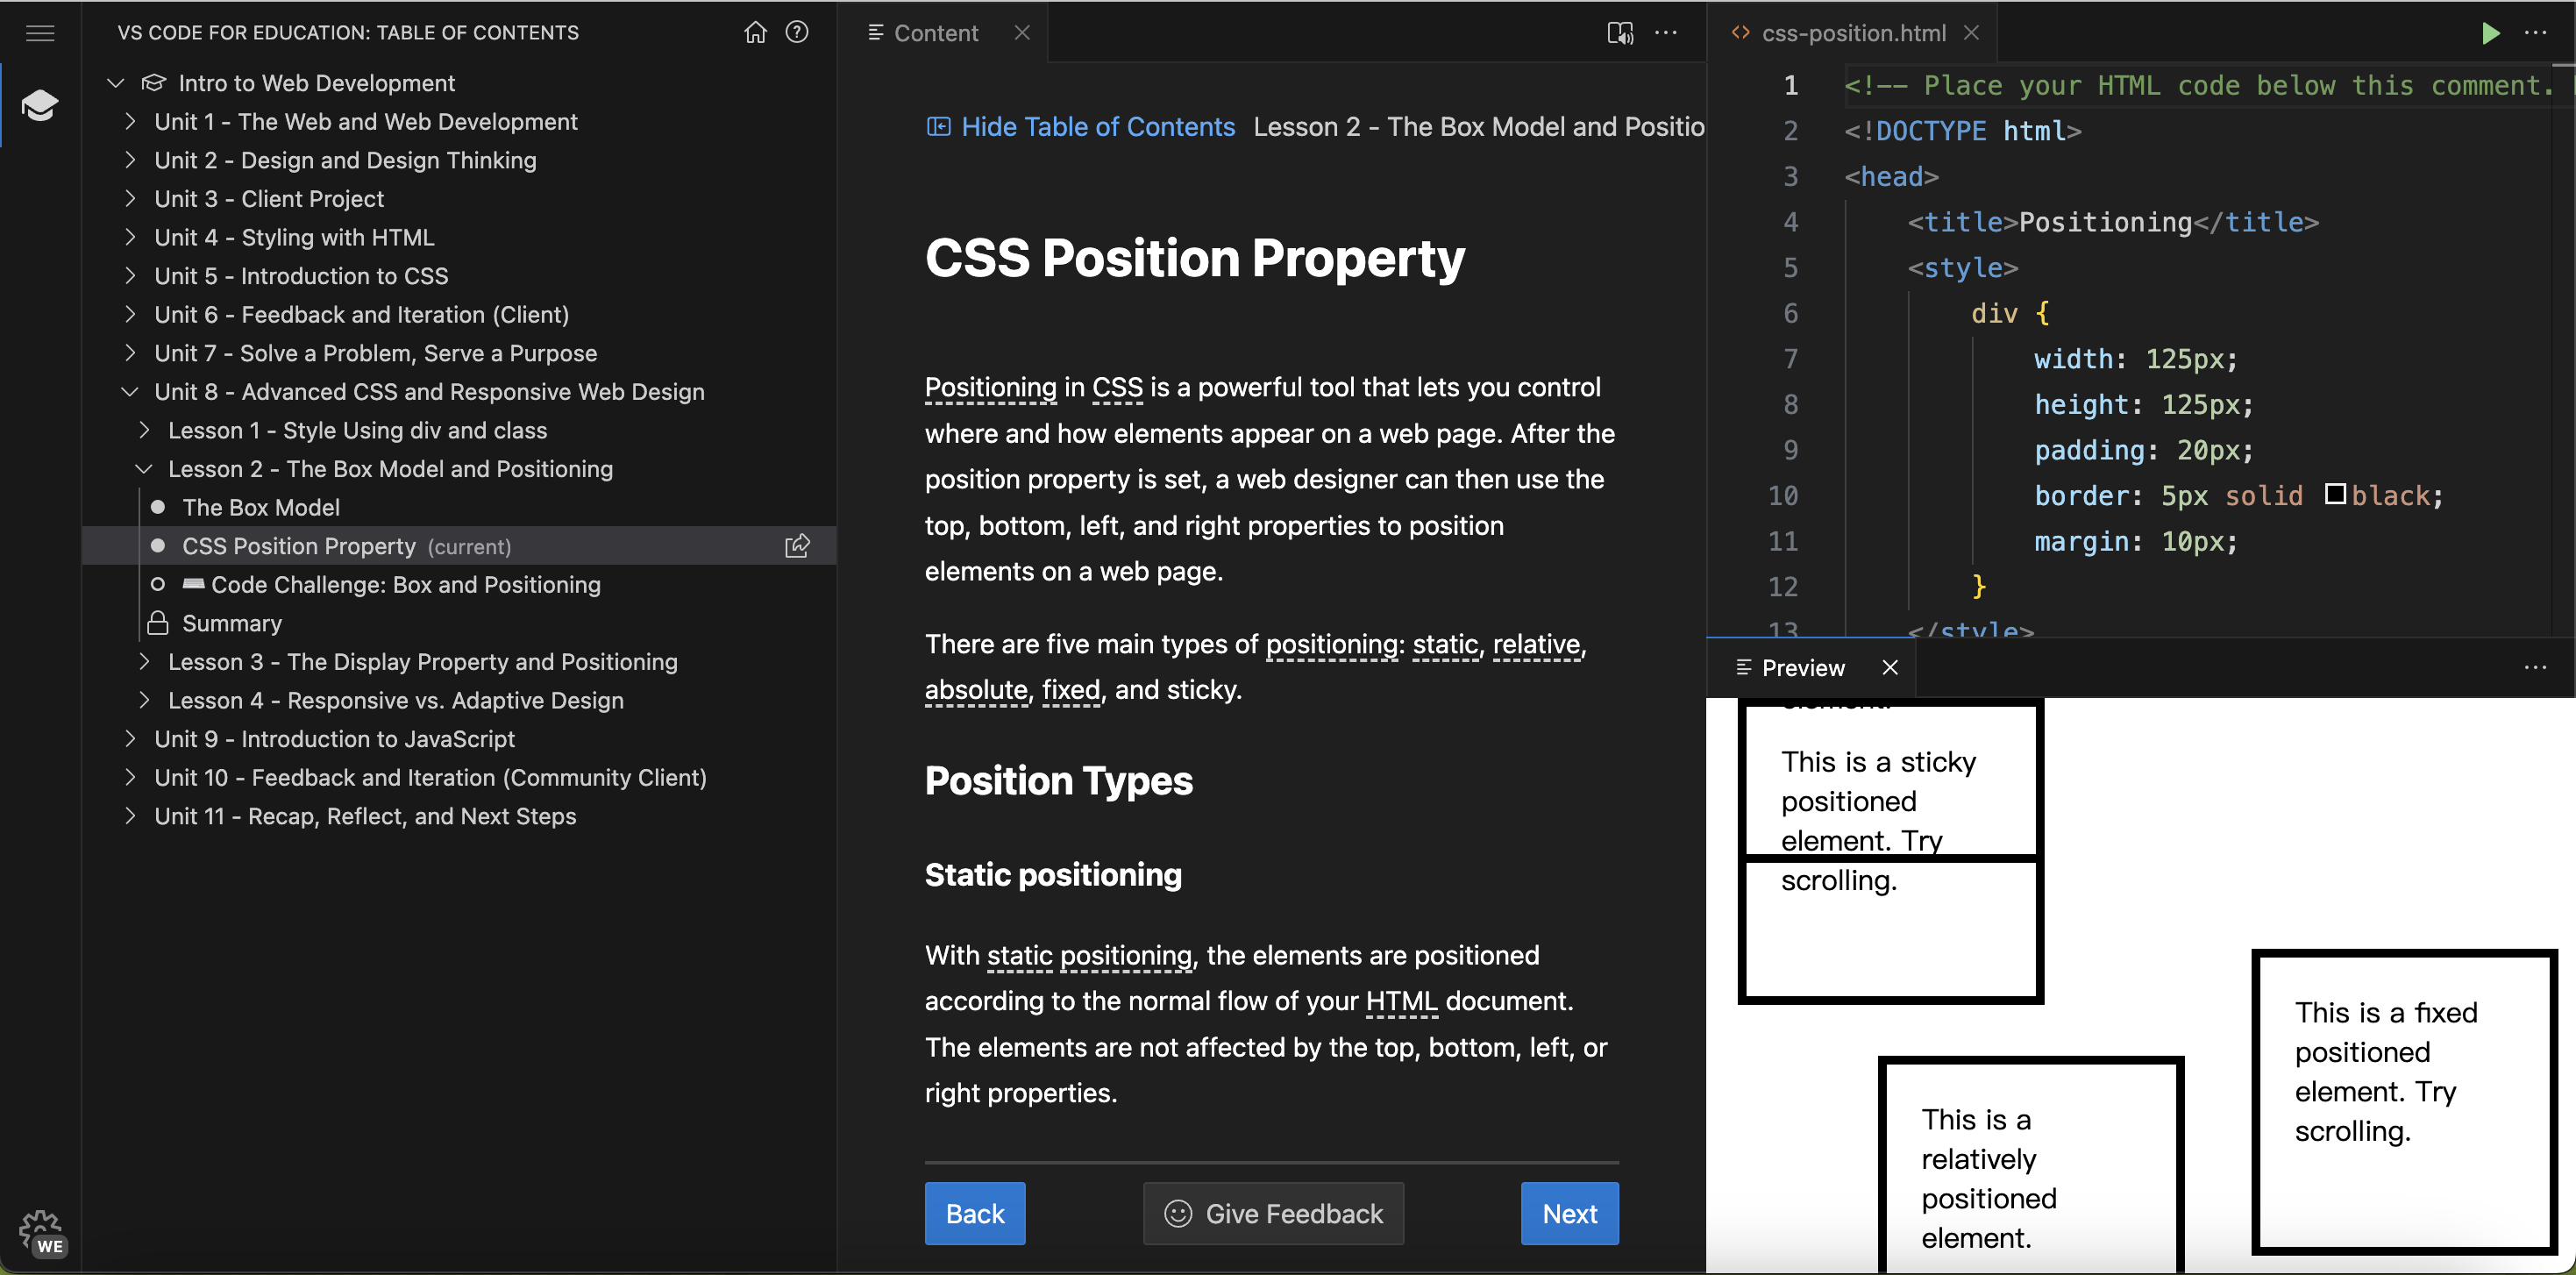 VS CODE FOR EDUCATION: TABLE OF CONTENTS
Intro to Web Development
Unit 1 - The Web and Web Development
Unit 2 - Design and Design Thinking
Unit 3 - Client Project
Unit 4 - Styling with HTML
Unit 5 - Introduction to CSS
Unit 6 - Feedback and Iteration (Client)
Unit 7 - Solve a Problem, Serve a Purpose
Unit 8 - Advanced CSS and Responsive Web Design
Lesson 1 - Style Using div and class
Lesson 2 - The Box Model and Positioning
The Box Model
CSS Position Property (current)
Code Challenge: Box and Positioning
Summary
Lesson 3 - The Display Property and Positioning
Lesson 4 - Responsive vs. Adaptive Design
Unit 9 - Introduction to JavaScript
Unit 10 - Feedback and Iteration (Community Client)
Unit 11 - Recap, Reflect, and Next Steps
WE
Content
Hide Table of Contents Lesson 2 - The Box Model and Positio
CSS Position Property
Positioning in CSS is a powerful tool that lets you control
where and how elements appear on a web page. After the
position property is set, a web designer can then use the
top, bottom, left, and right properties to position
elements on a web page.
There are five main types of positioning: static, relative,
absolute, fixed, and sticky.
Position Types
Static positioning
With static positioning, the elements are positioned
according to the normal flow of your HTML document.
The elements are not affected by the top, bottom, left, or
right properties.
Back
Give Feedback
Next
css-position.html
1 <!-- Place your HTML code below this comment.
2 <!DOCTYPE html>
3 <head>
4 <title>Positioning</title>
5 <style>
6 div {
7 width: 125px;
8 height: 125px;
9 padding: 20px;
10 border: 5px solid black;
11 margin: 10px;
12 }
13 </style>
Preview
element.
This is a sticky
positioned
element. Try
scrolling.
This is a fixed
positioned
element. Try
scrolling.
This is a
relatively
positioned
element.